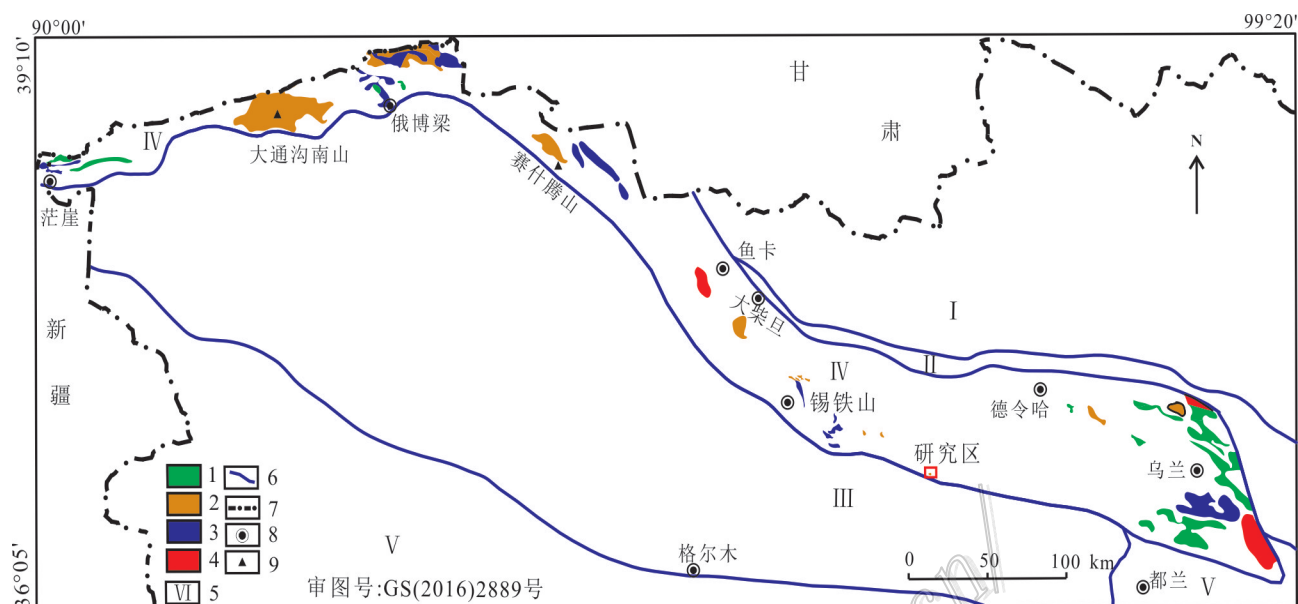 90°00′
99°20′
39°10′
36°05′
甘
肃
N
Ⅳ
俄博梁
大通沟南山
赛什腾山
茫崖
鱼卡
大柴旦
Ⅰ
Ⅱ
新
疆
Ⅳ
锡铁山
德令哈
研究区
乌兰
Ⅲ
1 6
2 7
3 8
4 9
Ⅵ 5
Ⅴ
格尔木
0 50 100 km
都兰
Ⅴ
审图号:GS(2016)2889号